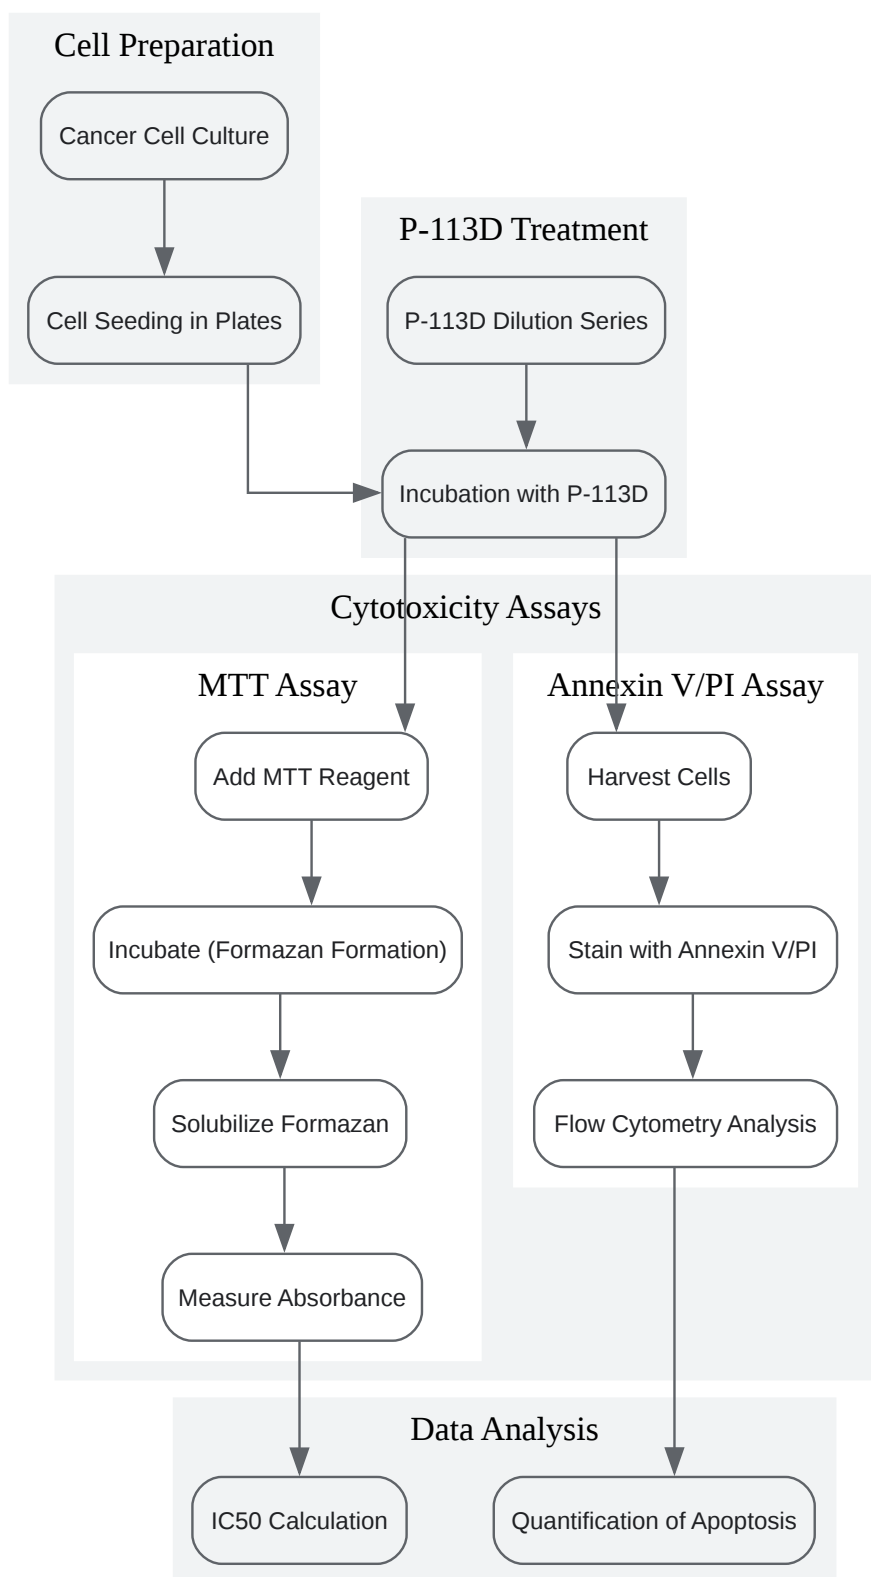 Cell Preparation
Cancer Cell Culture
Cell Seeding in Plates
P-113D Treatment
P-113D Dilution Series
Incubation with P-113D
Cytotoxicity Assays
MTT Assay
Add MTT Reagent
Incubate (Formazan Formation)
Solubilize Formazan
Measure Absorbance
Annexin V/PI Assay
Harvest Cells
Stain with Annexin V/PI
Flow Cytometry Analysis
Data Analysis
IC50 Calculation
Quantification of Apoptosis